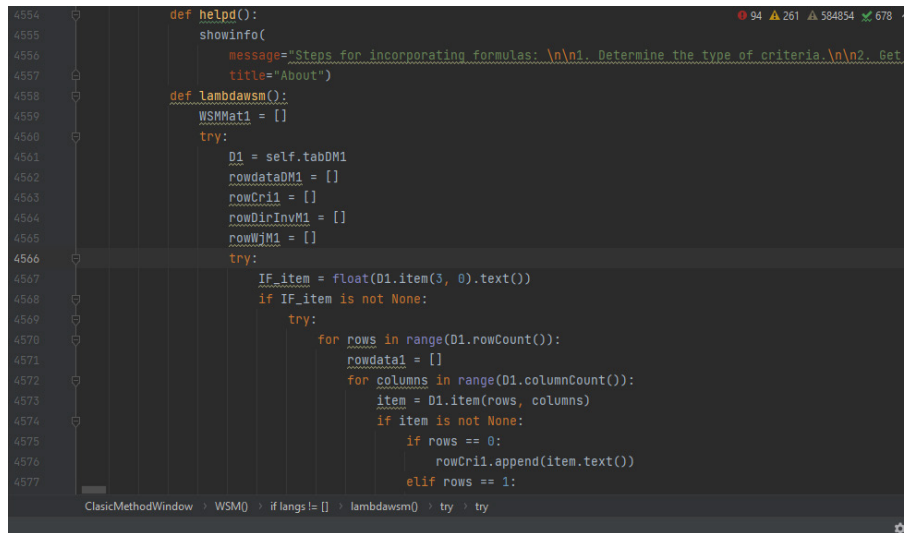 94 261 584854 678
4554 def helpd():
4555 showinfo(
4556 message="Steps for incorporating formulas: \n\n1. Determine the type of criteria.\n\n2. Get
4557 title="About")
4558 def lambdawsm():
4559 WSMMat1 = []
4560 try:
4561 D1 = self.tabDM1
4562 rowdataDM1 = []
4563 rowCri1 = []
4564 rowDirInvM1 = []
4565 rowWjM1 = []
4566 try:
4567 IF_item = float(D1.item(3, 0).text())
4568 if IF_item is not None:
4569 try:
4570 for rows in range(D1.rowCount()):
4571 rowdata1 = []
4572 for columns in range(D1.columnCount()):
4573 item = D1.item(rows, columns)
4574 if item is not None:
4575 if rows == 0:
4576 rowCri1.append(item.text())
4577 elif rows == 1:
ClasicMethodWindow > WSM() > if langs != [] > lambdawsm() > try > try